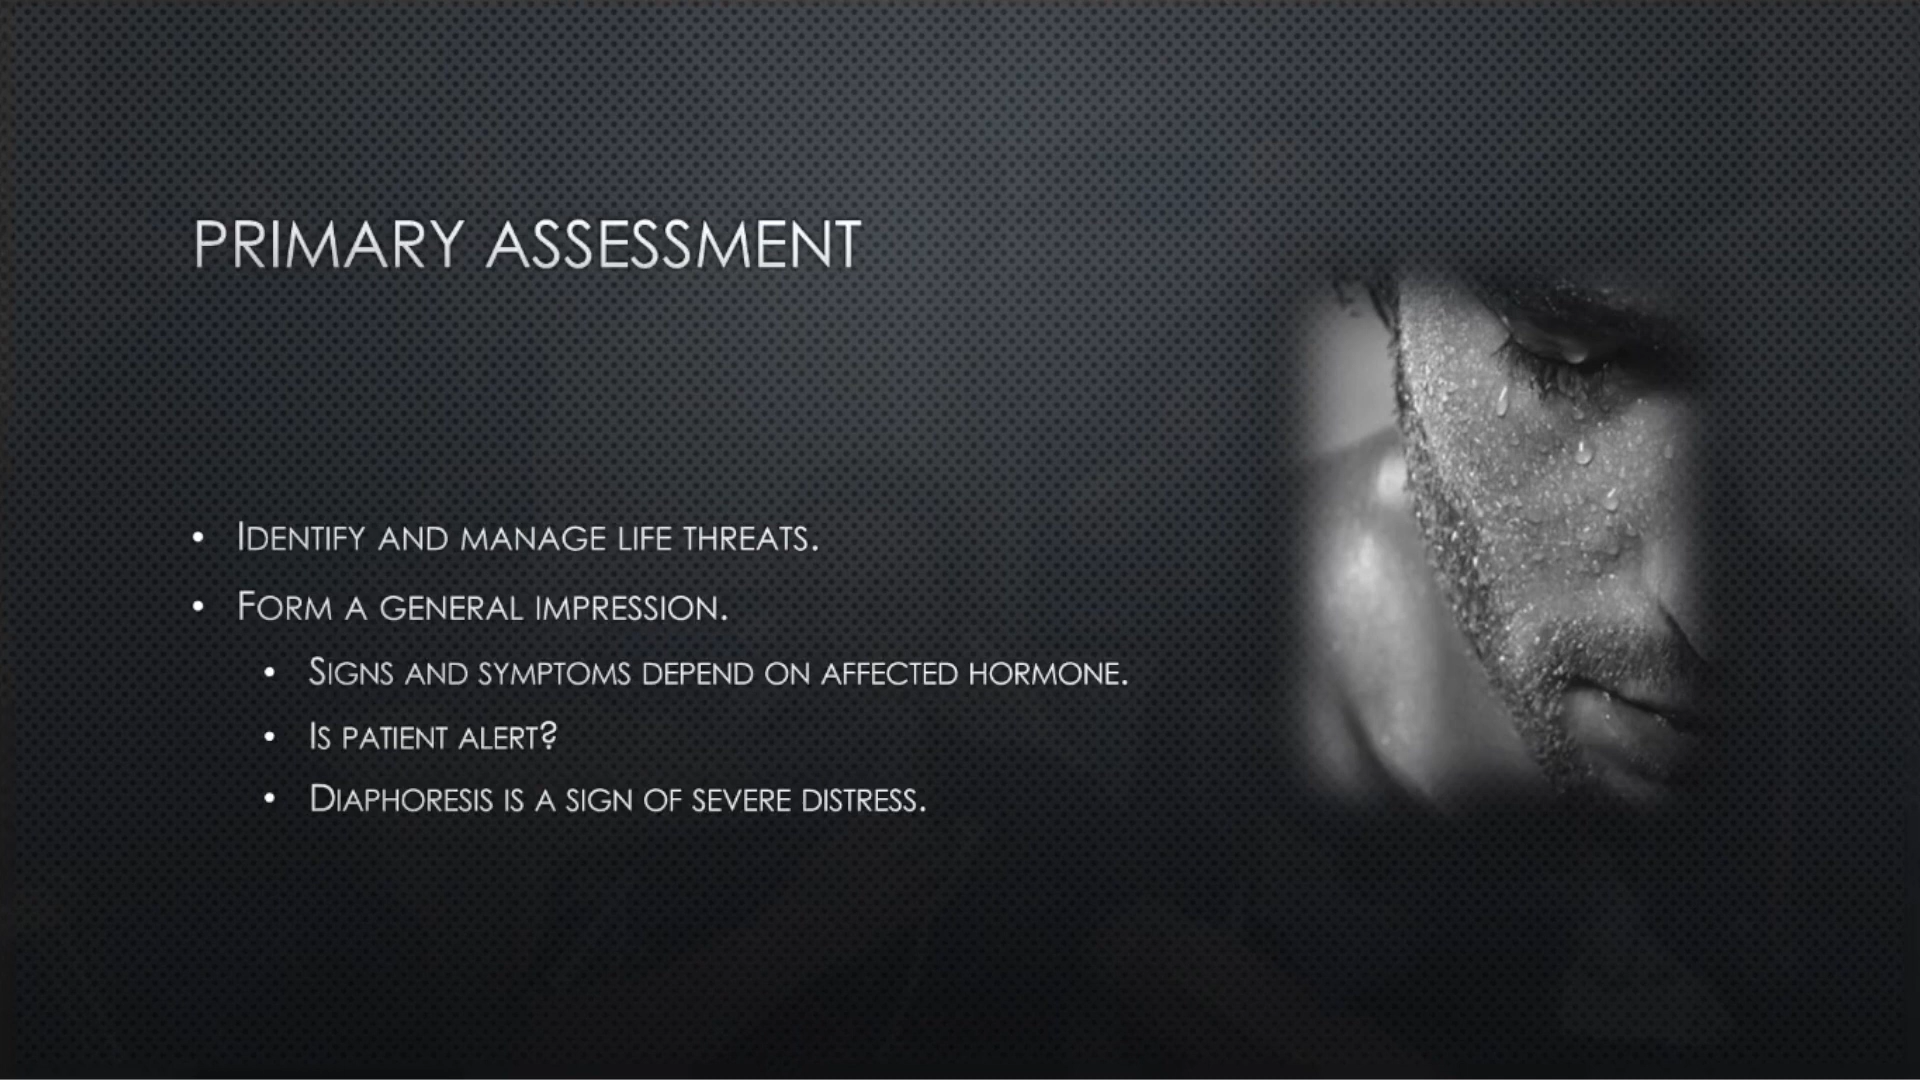 PRIMARY ASSESSMENT
• IDENTIFY AND MANAGE LIFE THREATS.
• FORM A GENERAL IMPRESSION.
• SIGNS AND SYMPTOMS DEPEND ON AFFECTED HORMONE.
• IS PATIENT ALERT?
• DIAPHORESIS IS A SIGN OF SEVERE DISTRESS.